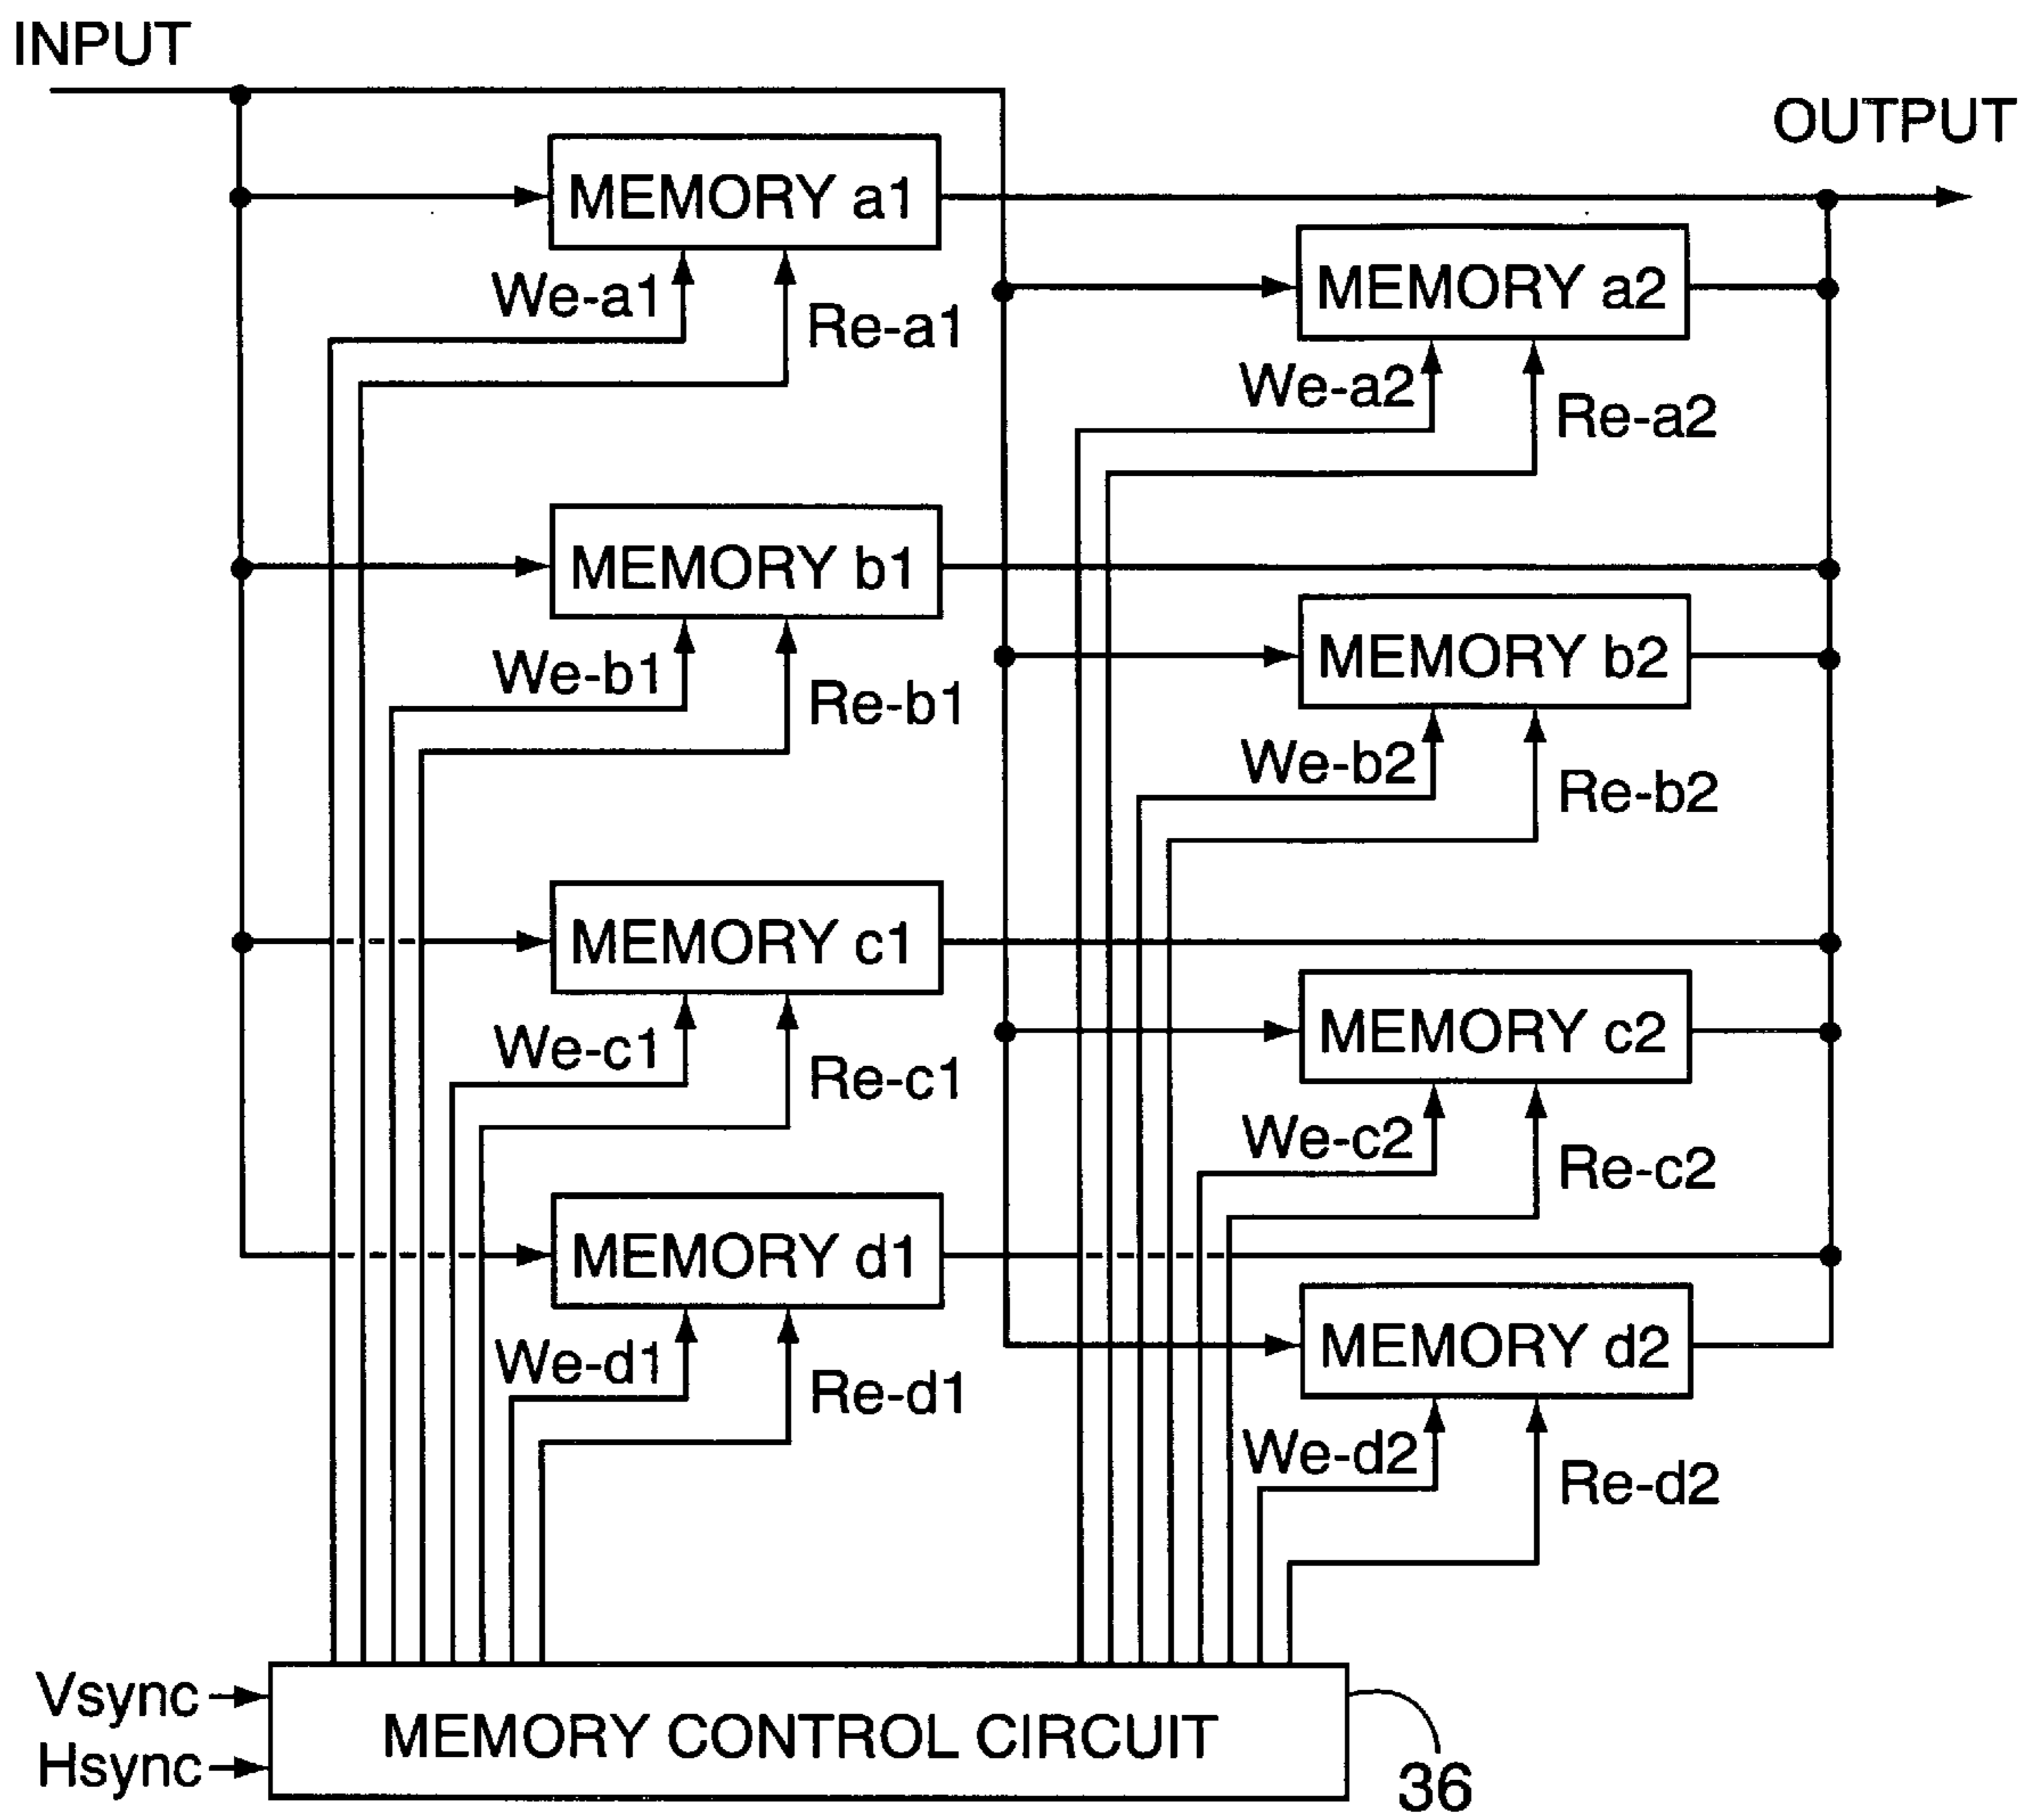 INPUT
OUTPUT
MEMORY a1
We-a1
Re-a1
MEMORY a2
We-a2
Re-a2
MEMORY b1
We-b1
Re-b1
MEMORY b2
We-b2
Re-b2
MEMORY c1
We-c1
Re-c1
MEMORY c2
We-c2
Re-c2
MEMORY d1
We-d1
Re-d1
MEMORY d2
We-d2
Re-d2
Vsync
Hsync
MEMORY CONTROL CIRCUIT
36